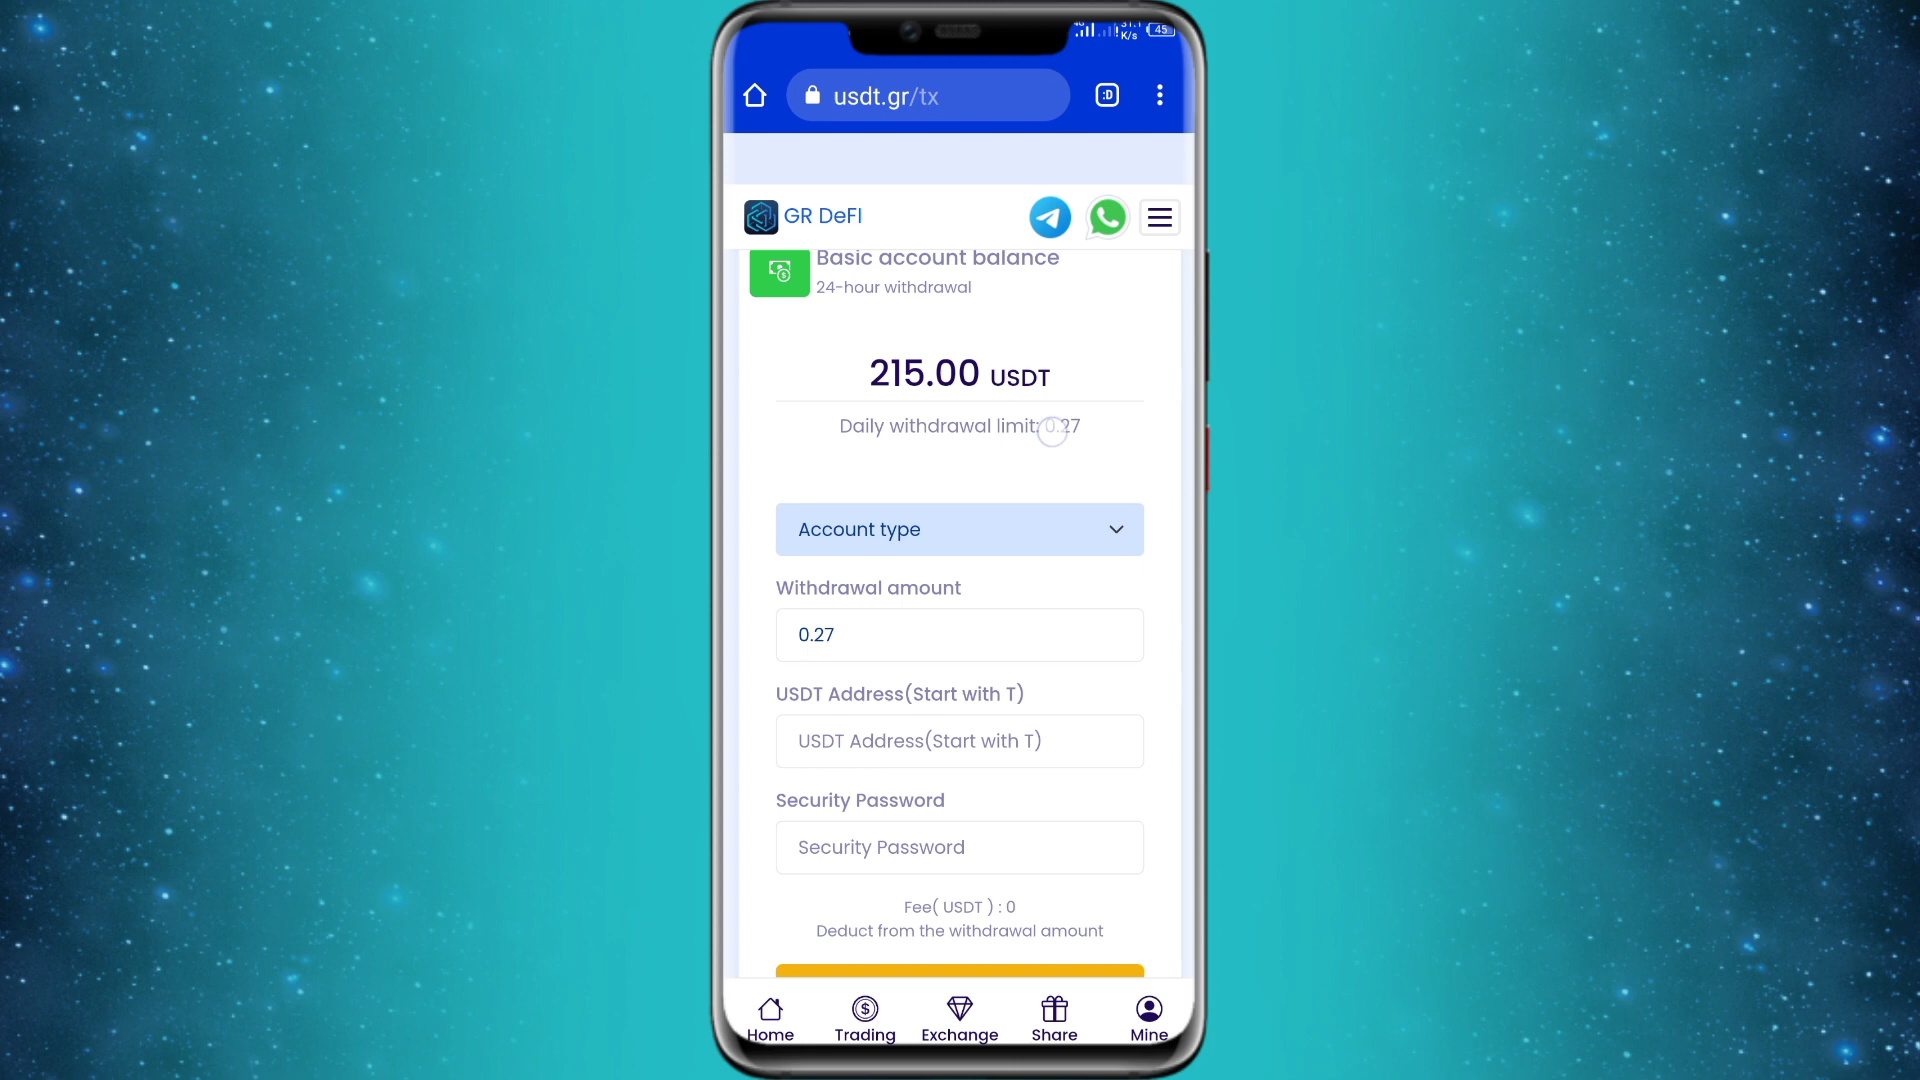 K/s
45
usdt.gr/tx
:D
GR DeFI
Basic account balance
24-hour withdrawal
215.00 USDT
Daily withdrawal limit: 0.27
Account type
Withdrawal amount
0.27
USDT Address(Start with T)
USDT Address(Start with T)
Security Password
Security Password
Fee( USDT ) : 0
Deduct from the withdrawal amount
Home
Trading
Exchange
Share
Mine